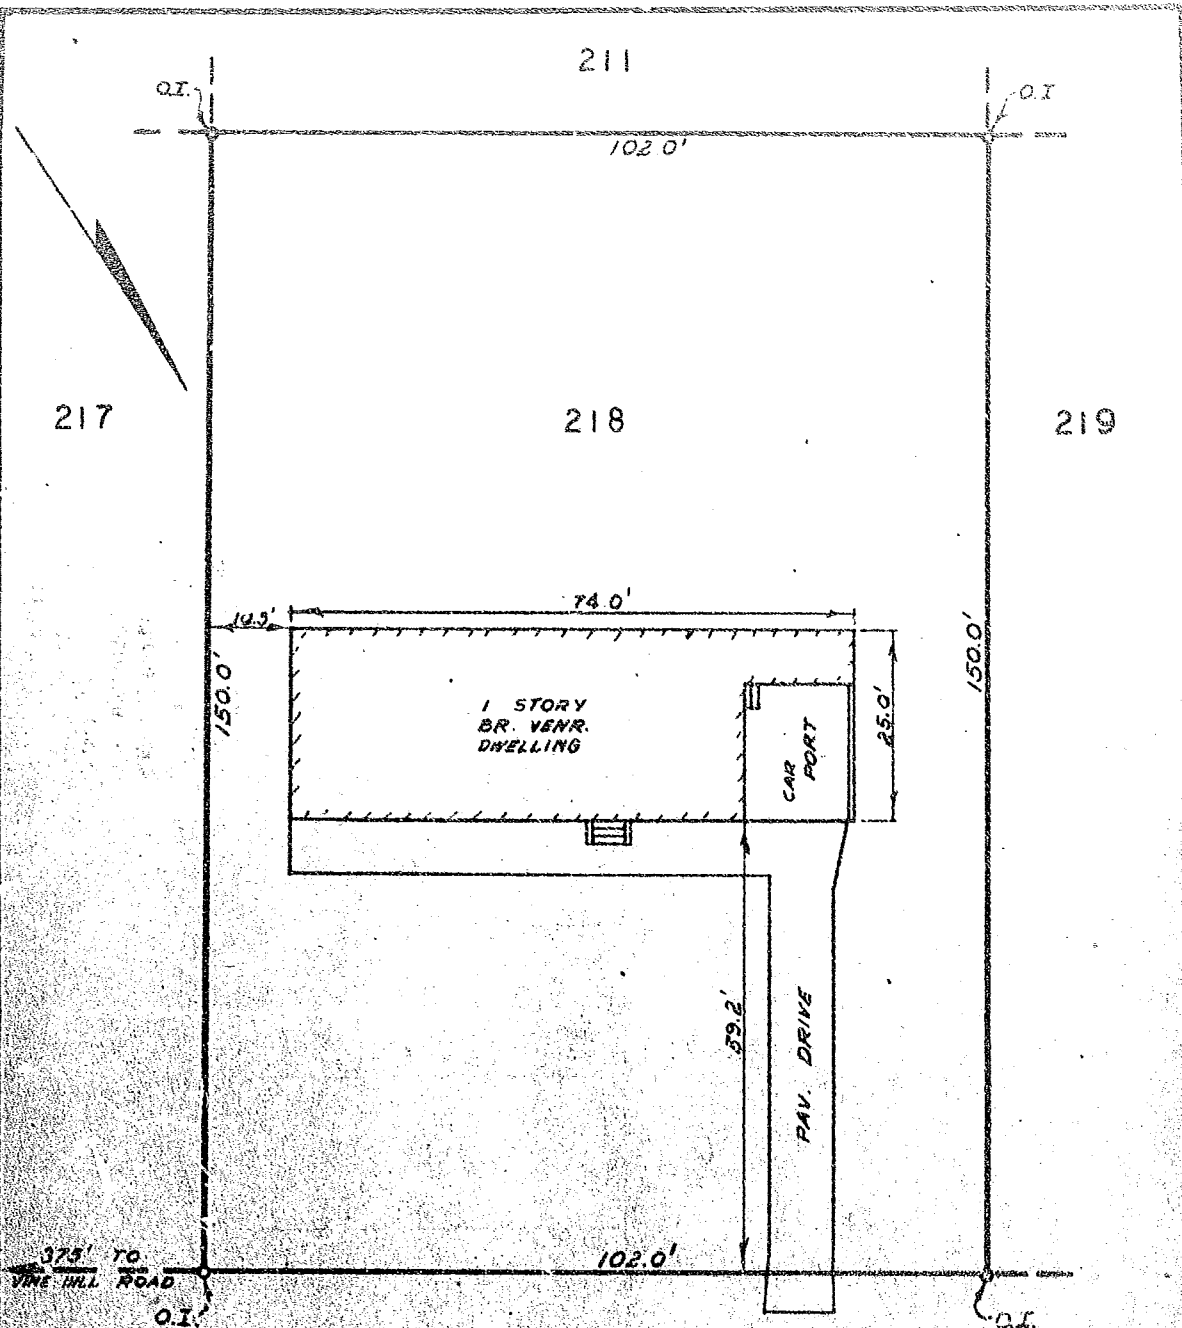 211
O.I.
O.I
102.0'
217
218
219
74.0'
10.5'
150.0'
150.0'
1 STORY
BR. VENR.
DWELLING
CAR
PORT
25.0'
59.2'
PAV. DRIVE
375' TO
VINE HILL ROAD
102.0'
O.I.
O.I.